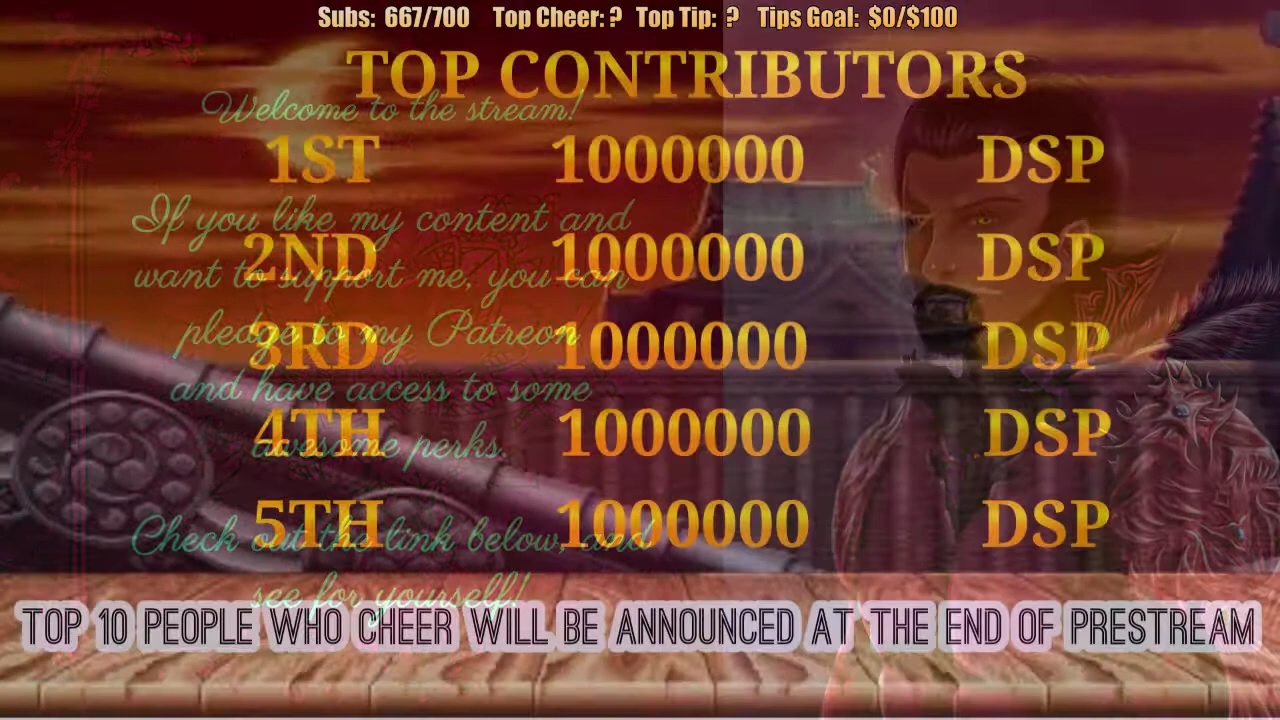 Subs: 667/700 Top Cheer: ? Top Tip: ? Tips Goal: $0/$100
TOP CONTRIBUTORS
Welcome to the stream!
1ST 1000000 DSP
If you like my content and
2ND 1000000 DSP
want to support me, you can
pledge to my Patreon
3RD 1000000 DSP
and have access to some
4TH 1000000 DSP
awesome perks.
5TH 1000000 DSP
Check out the link below, and
see for yourself!
TOP 10 PEOPLE WHO CHEER WILL BE ANNOUNCED AT THE END OF PRESTREAM